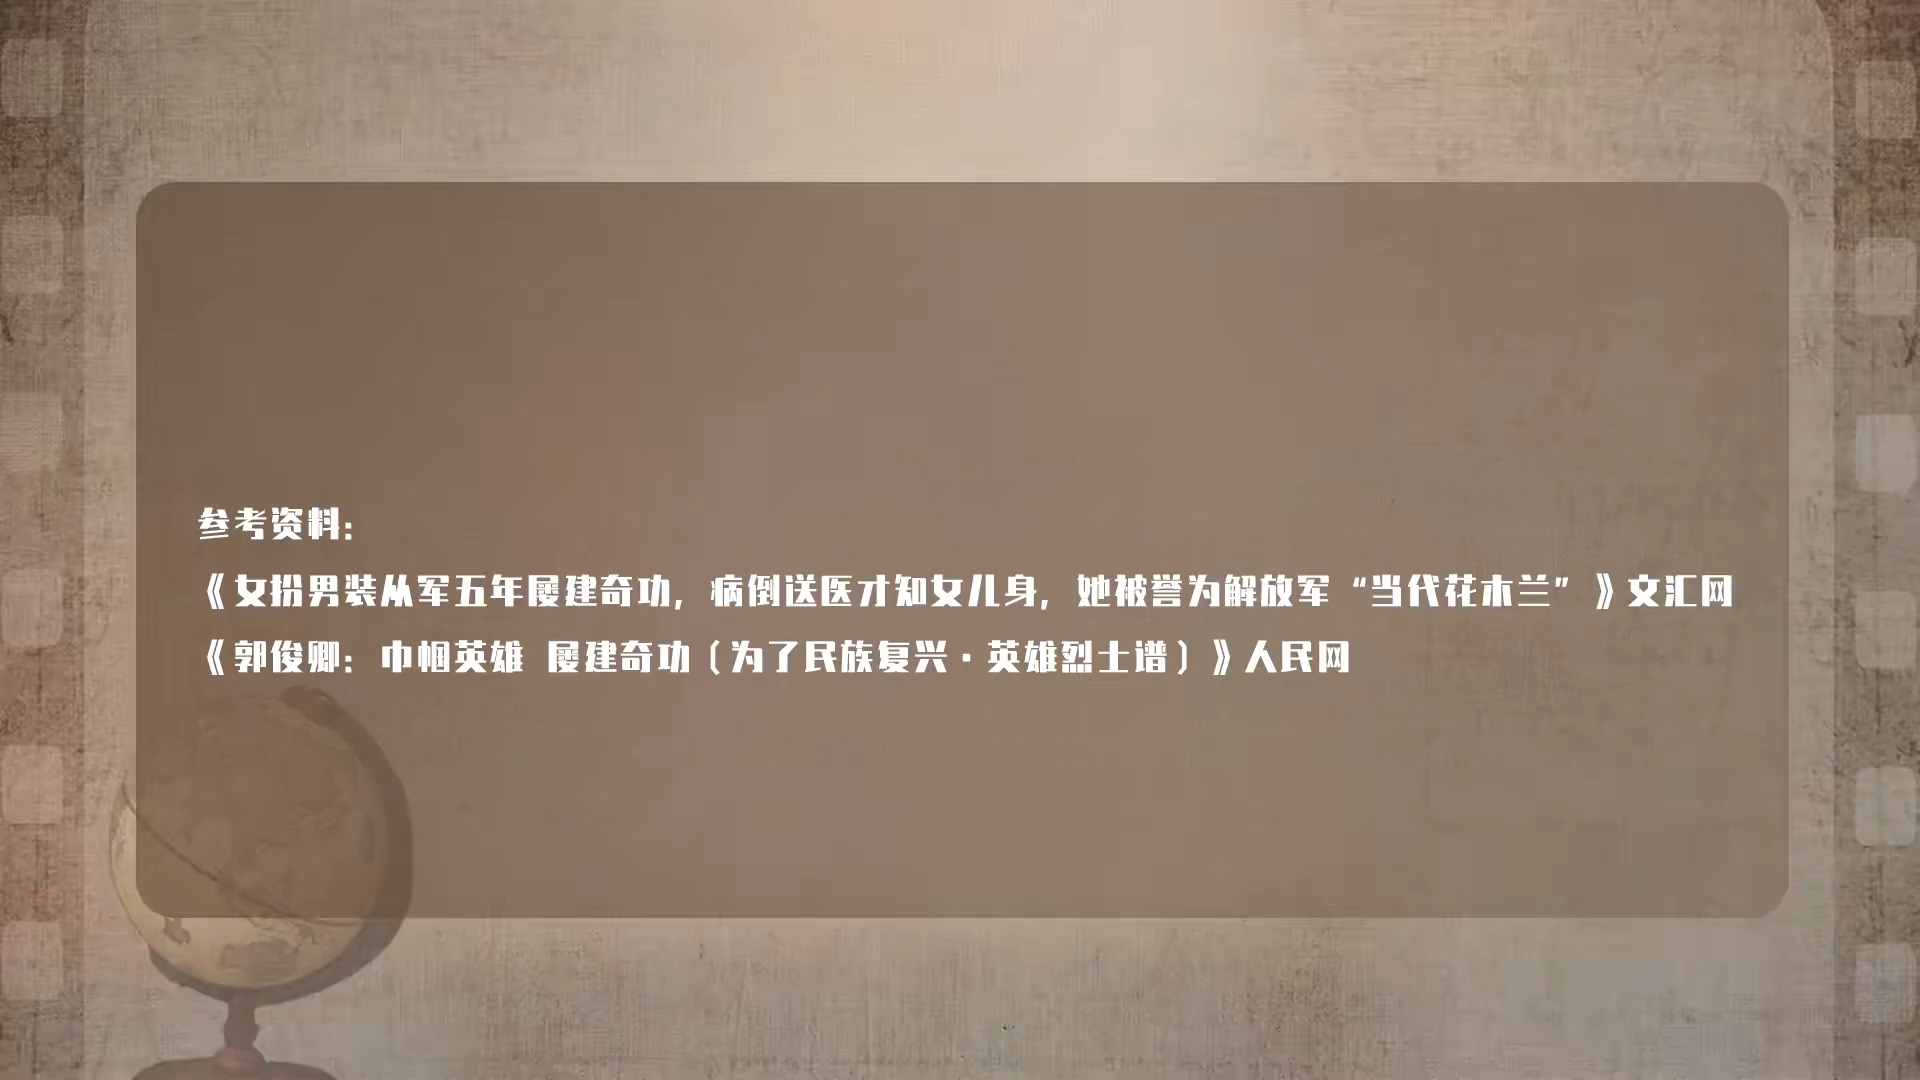 参考资料：
《女扮男装从军五年屡建奇功，病倒送医才知女儿身，她被誉为解放军“当代花木兰”》文汇网
《郭俊卿：巾帼英雄 屡建奇功（为了民族复兴·英雄烈士谱）》人民网